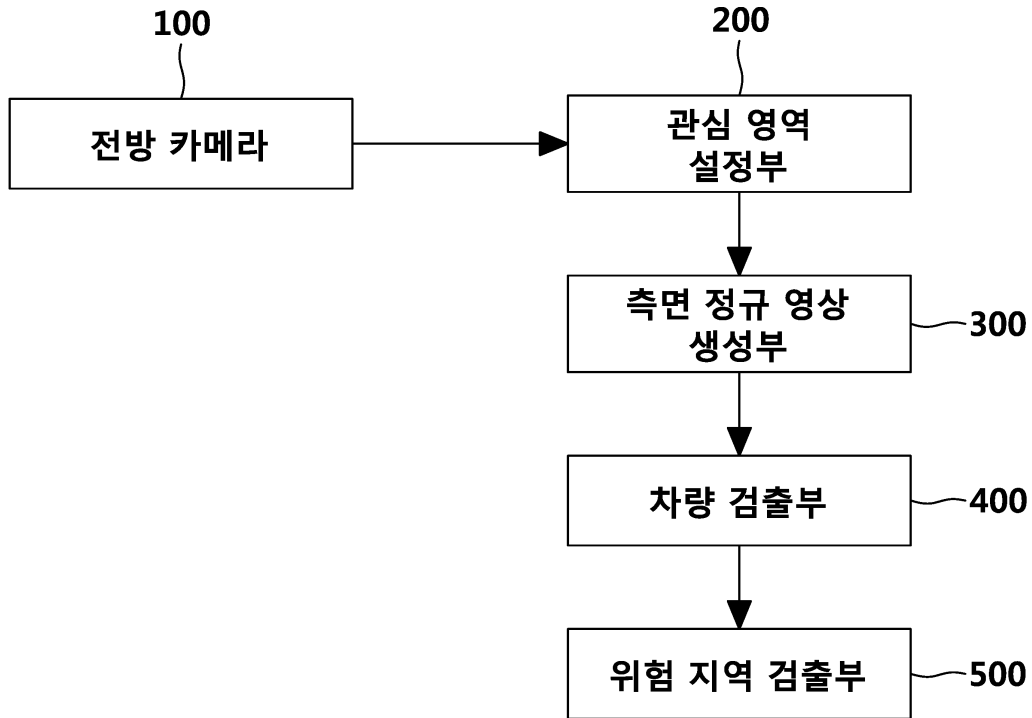 100
200
전방 카메라
관심 영역
설정부
측면 정규 영상
생성부
300
차량 검출부
400
위험 지역 검출부
500